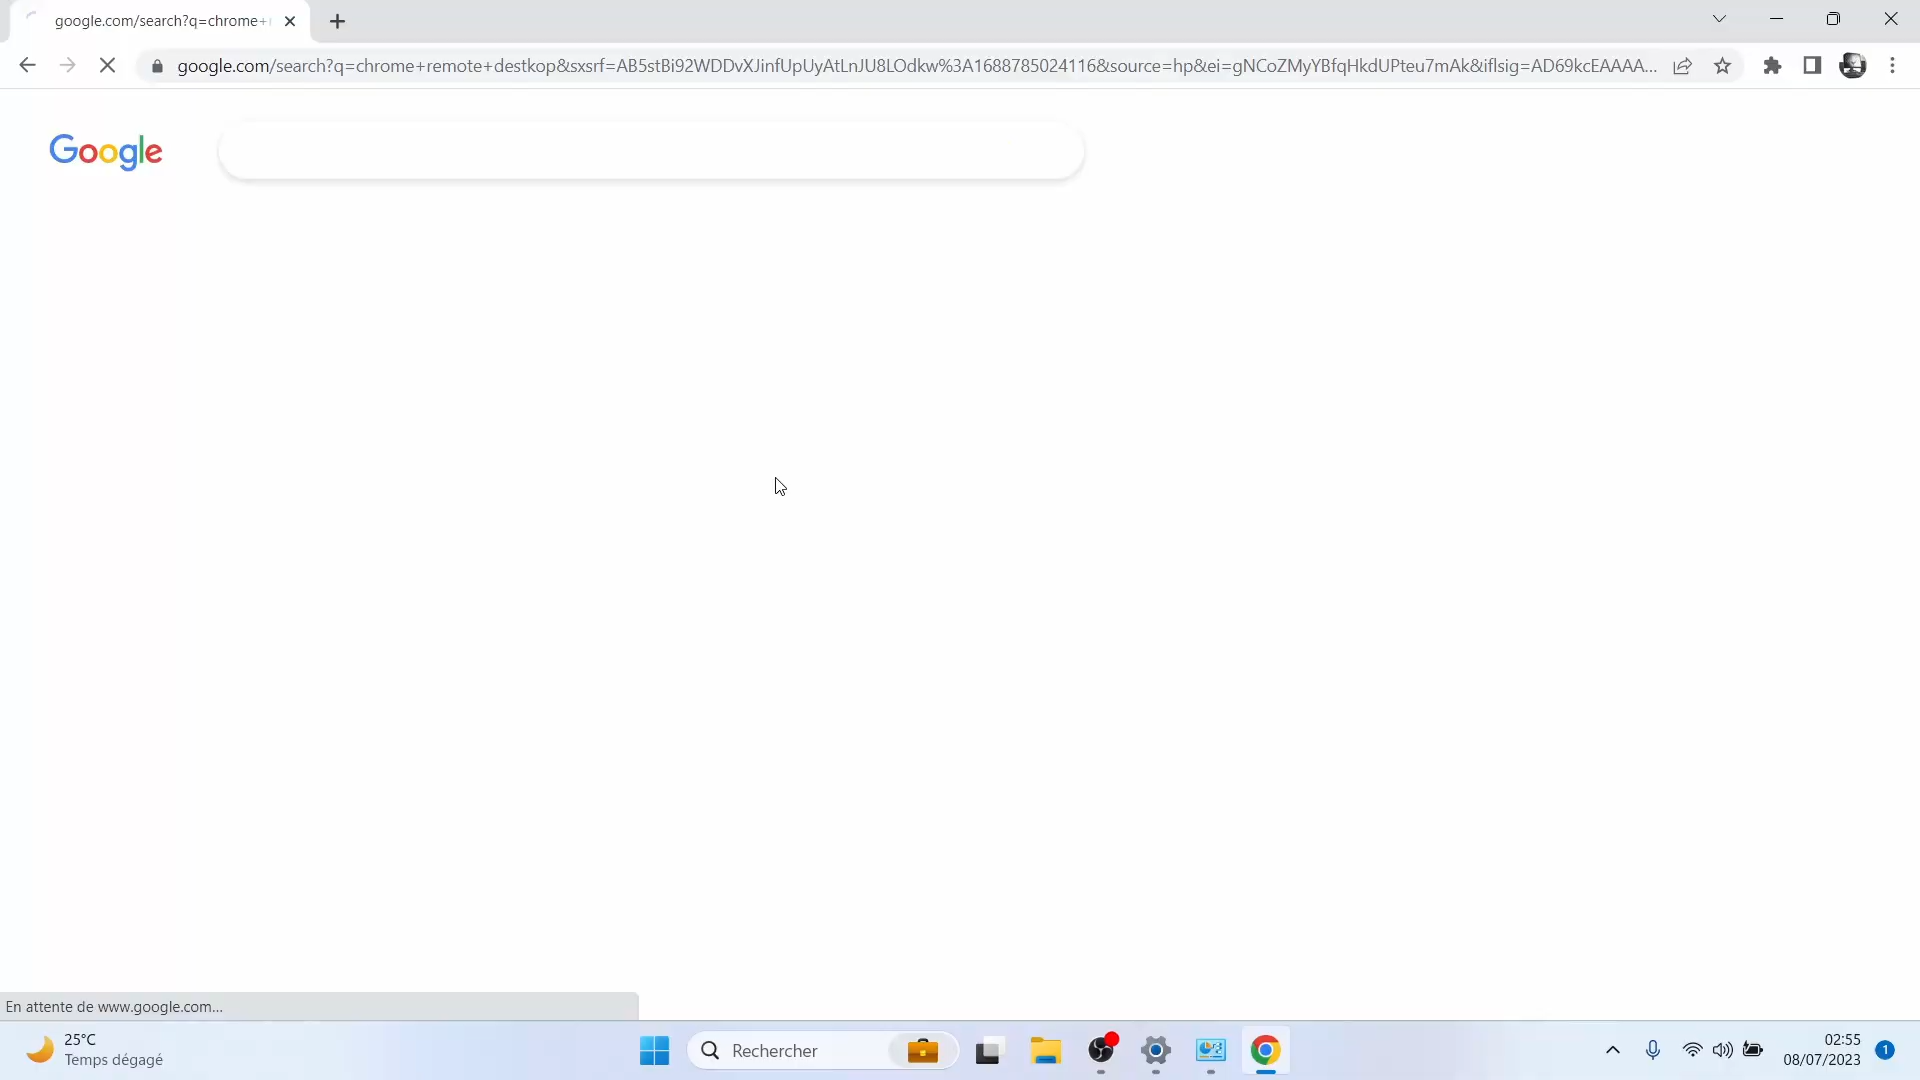 google.com/search?q=chrome+
google.com/search?q=chrome+remote+destkop&sxsrf=AB5stBi92WDDvXJinfUpUyAtLnJU8LOdkw%3A1688785024116&source=hp&ei=gNCoZMyYBfqHkdUPteu7mAk&iflsig=AD69kcEAAAA...
Google
En attente de www.google.com...
25°C
Temps dégagé
Rechercher
02:55
08/07/2023
1